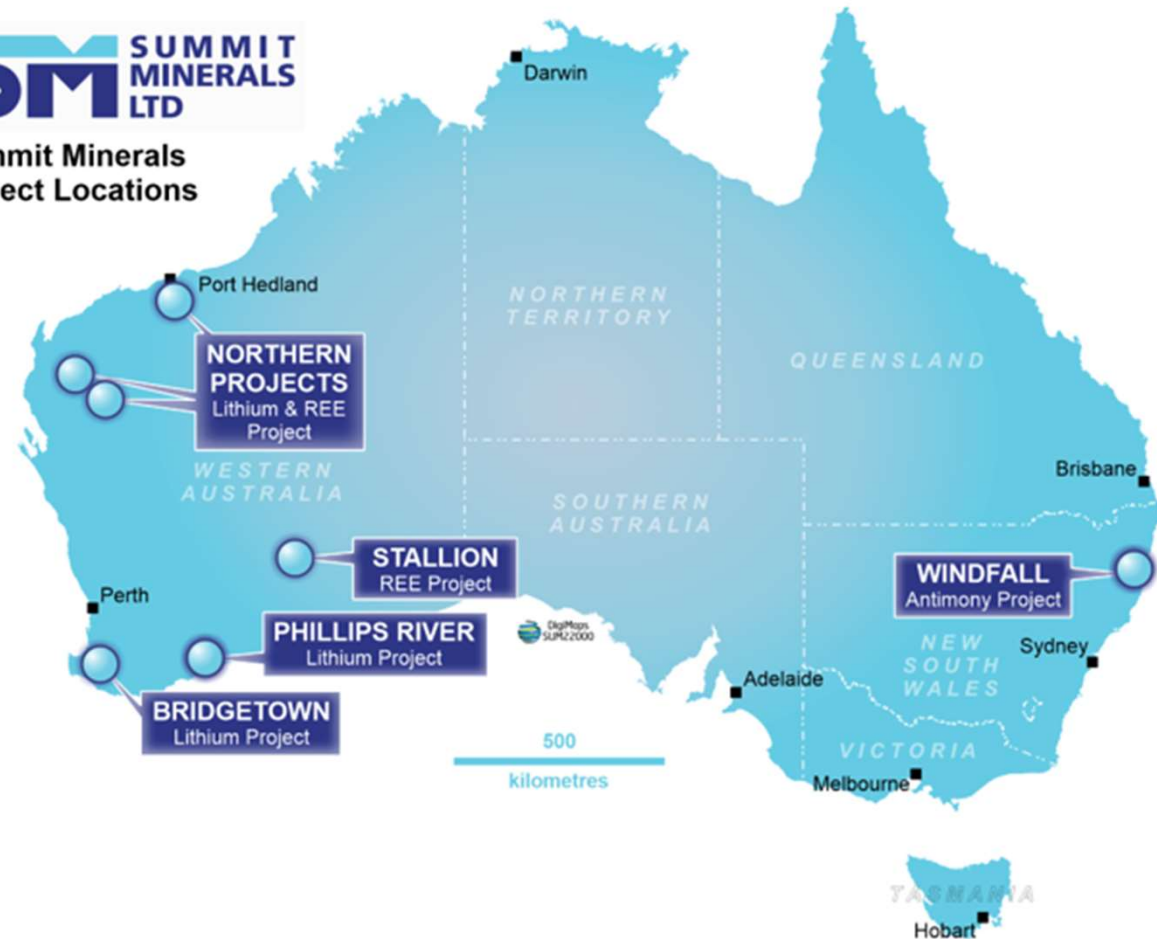 SUMMIT
MINERALS
LTD
mmit Minerals
ect Locations
Darwin
Port Hedland
NORTHERN
PROJECTS
Lithium & REE
Project
NORTHERN
TERRITORY
QUEENSLAND
WESTERN
AUSTRALIA
SOUTHERN
AUSTRALIA
Brisbane
STALLION
REE Project
WINDFALL
Antimony Project
Perth
PHILLIPS RIVER
Lithium Project
DigiMaps
SUM22000
NEW
SOUTH
WALES
Sydney
BRIDGETOWN
Lithium Project
Adelaide
500
kilometres
VICTORIA
Melbourne
TASMANIA
Hobart